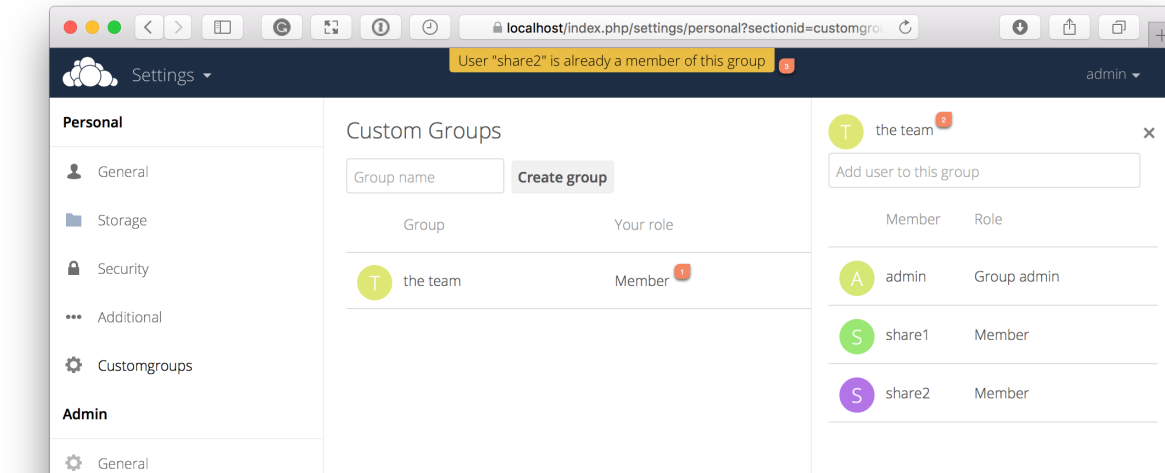 localhost/index.php/settings/personal?sectionid=customgro
Settings
User "share2" is already a member of this group
3
admin
Personal
General
Storage
Security
Additional
Customgroups
Admin
General
Custom Groups
Group name
Create group
Group Your role
T the team Member 1
T the team 2
Add user to this group
Member Role
A admin Group admin
S share1 Member
S share2 Member